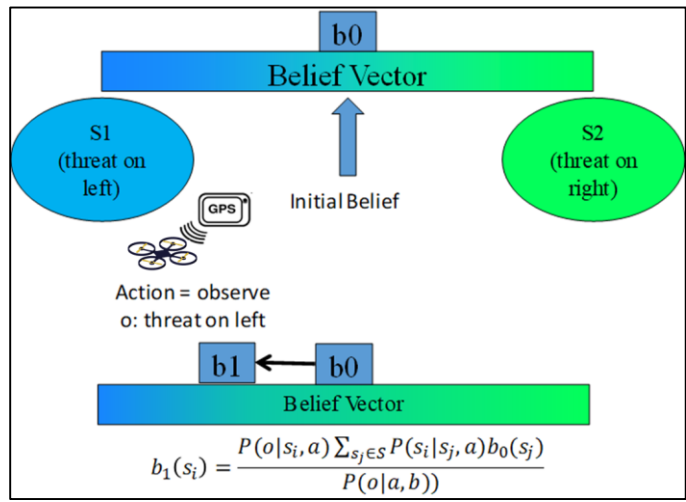 b0
Belief Vector
S1
(threat on
left)
S2
(threat on
right)
Initial Belief
GPS
Action = observe
o: threat on left
b1 b0
Belief Vector
b₁(sᵢ) = P(o|sᵢ, a) ∑_{sⱼ∈S} P(sᵢ|sⱼ, a)b₀(sⱼ) / P(o|a, b))